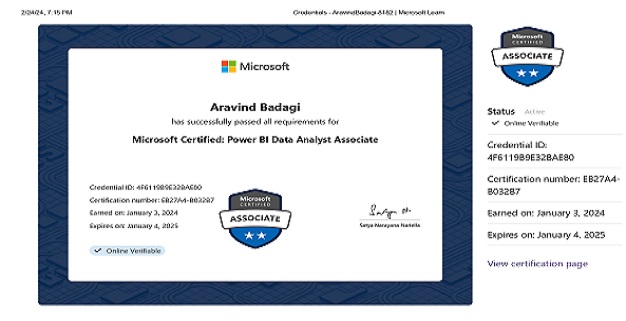 2/24/24, 7:15 PM
Credentials - AravindBadagi-8182 | Microsoft Learn
Microsoft
Aravind Badagi
has successfully passed all requirements for
Microsoft Certified: Power BI Data Analyst Associate
Credential ID: 4F6119B9E32BAE80
Certification number: EB27A4-B03287
Earned on: January 3, 2024
Expires on: January 4, 2025
Online Verifiable
Microsoft
CERTIFIED
ASSOCIATE
Satya Narayana Nadella
Microsoft
CERTIFIED
ASSOCIATE
Status Active
Online Verifiable
Credential ID:
4F6119B9E32BAE80
Certification number: EB27A4-
B03287
Earned on: January 3, 2024
Expires on: January 4, 2025
View certification page